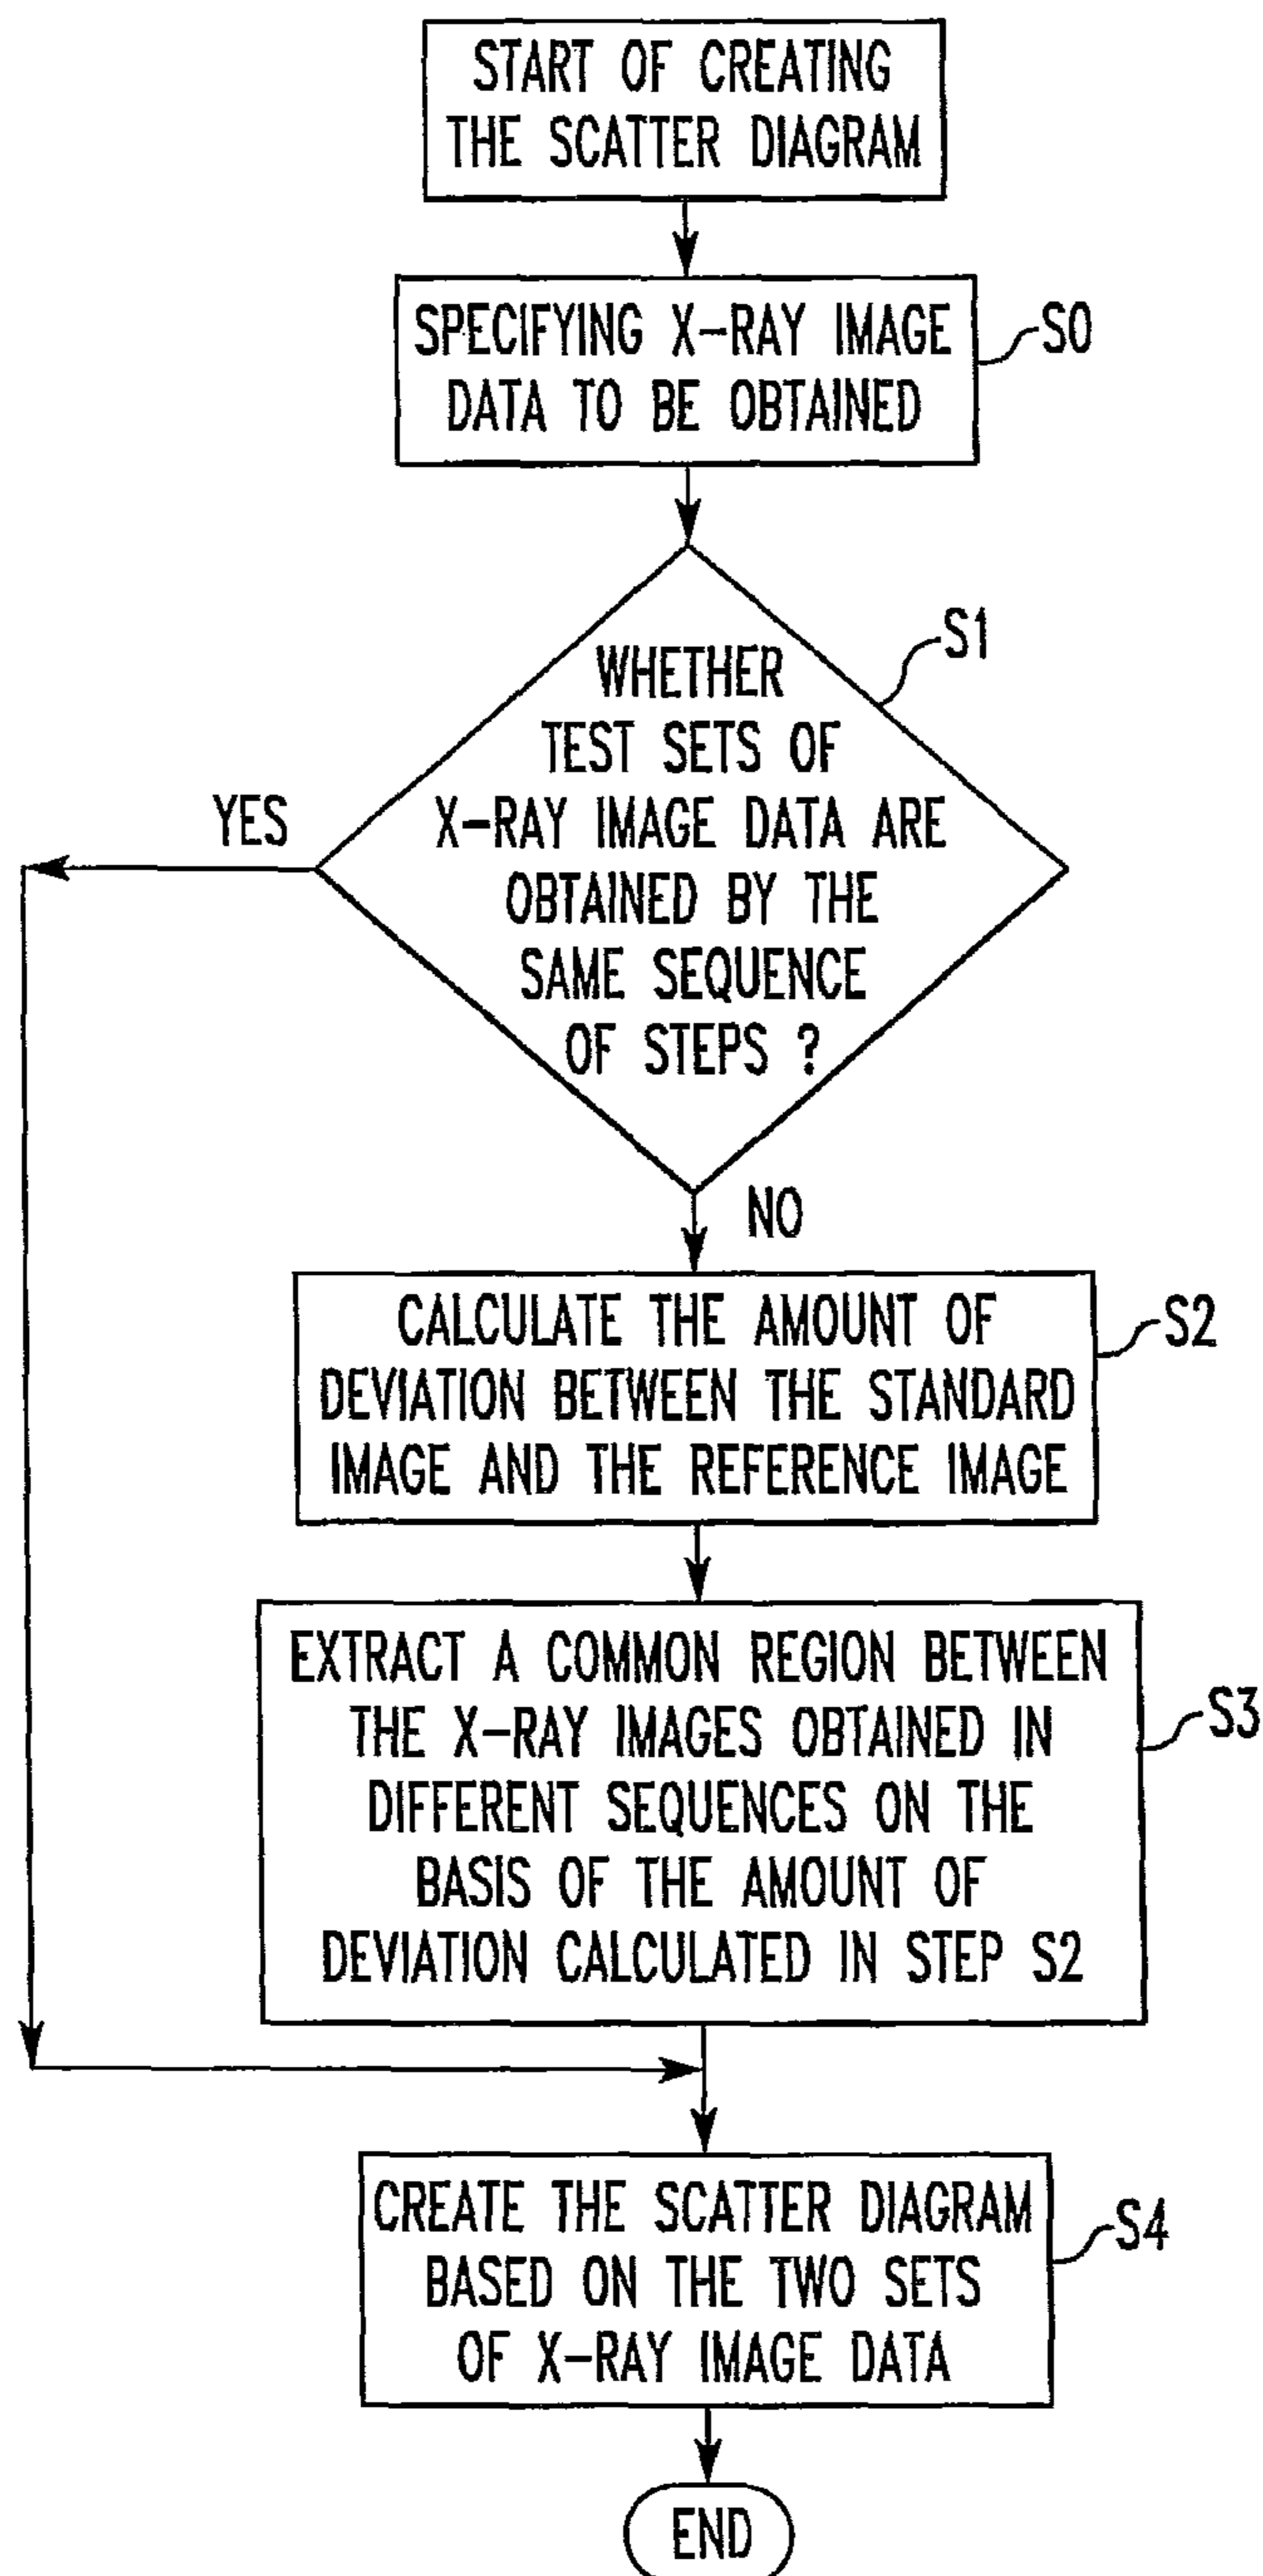 START OF CREATING
THE SCATTER DIAGRAM
SPECIFYING X-RAY IMAGE
DATA TO BE OBTAINED
S0
WHETHER
TEST SETS OF
X-RAY IMAGE DATA ARE
OBTAINED BY THE
SAME SEQUENCE
OF STEPS ?
S1
YES
NO
CALCULATE THE AMOUNT OF
DEVIATION BETWEEN THE STANDARD
IMAGE AND THE REFERENCE IMAGE
S2
EXTRACT A COMMON REGION BETWEEN
THE X-RAY IMAGES OBTAINED IN
DIFFERENT SEQUENCES ON THE
BASIS OF THE AMOUNT OF
DEVIATION CALCULATED IN STEP S2
S3
CREATE THE SCATTER DIAGRAM
BASED ON THE TWO SETS
OF X-RAY IMAGE DATA
S4
END